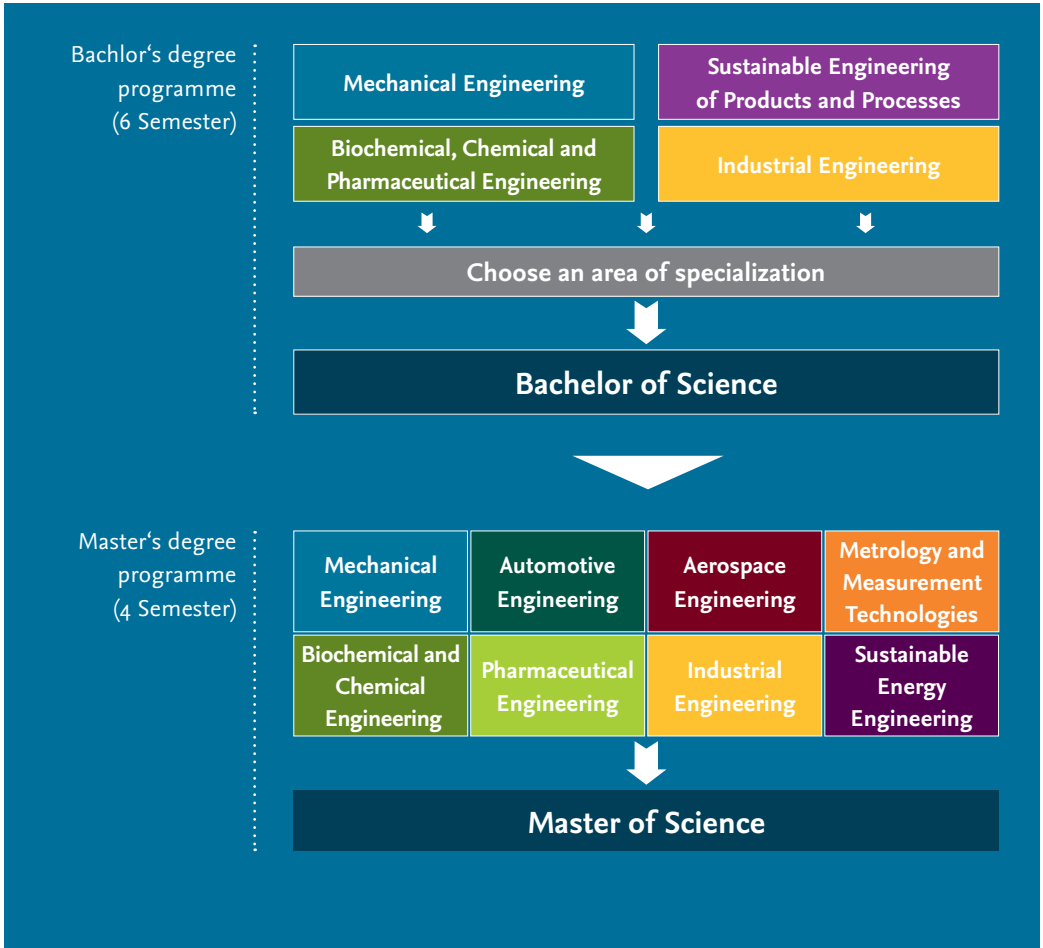 Bachlor‘s degree
programme
(6 Semester)
Mechanical Engineering
Sustainable Engineering
of Products and Processes
Biochemical, Chemical and
Pharmaceutical Engineering
Industrial Engineering
Choose an area of specialization
Bachelor of Science
Master‘s degree
programme
(4 Semester)
Mechanical
Engineering
Automotive
Engineering
Aerospace
Engineering
Metrology and
Measurement
Technologies
Biochemical and
Chemical
Engineering
Pharmaceutical
Engineering
Industrial
Engineering
Sustainable
Energy
Engineering
Master of Science